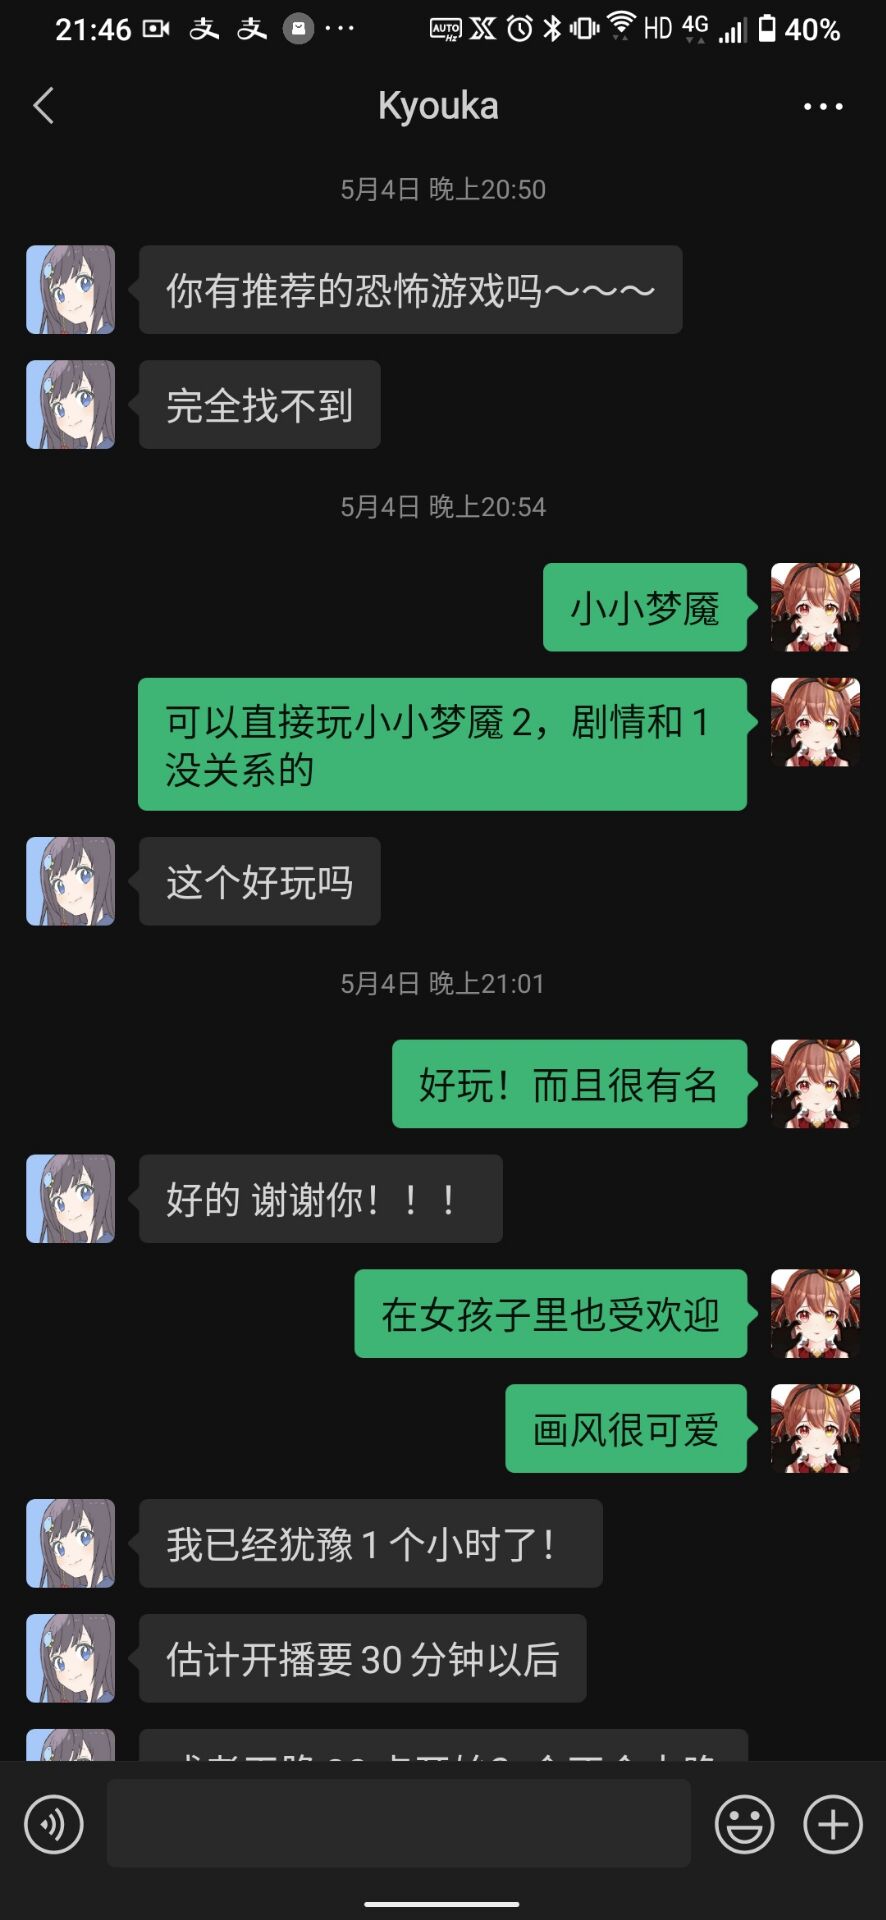 21:46 支 支 ··· AUTO Hz HD 4G 40%
Kyouka
5月4日 晚上20:50
你有推荐的恐怖游戏吗～～～
完全找不到
5月4日 晚上20:54
小小梦魇
可以直接玩小小梦魇2，剧情和1
没关系的
这个好玩吗
5月4日 晚上21:01
好玩！而且很有名
好的 谢谢你！！！
在女孩子里也受欢迎
画风很可爱
我已经犹豫1个小时了！
估计开播要30分钟以后